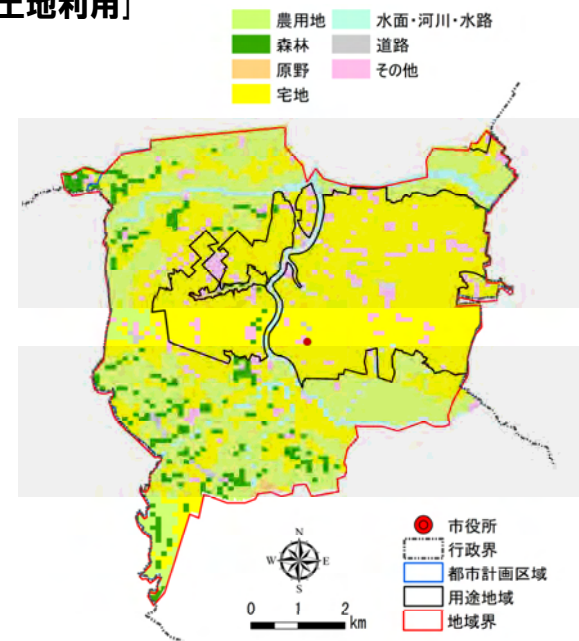 土地利用]
農用地 水面・河川・水路
森林 道路
原野 その他
宅地
N
W E
S
0 1 2
km
市役所
行政界
都市計画区域
用途地域
地域界